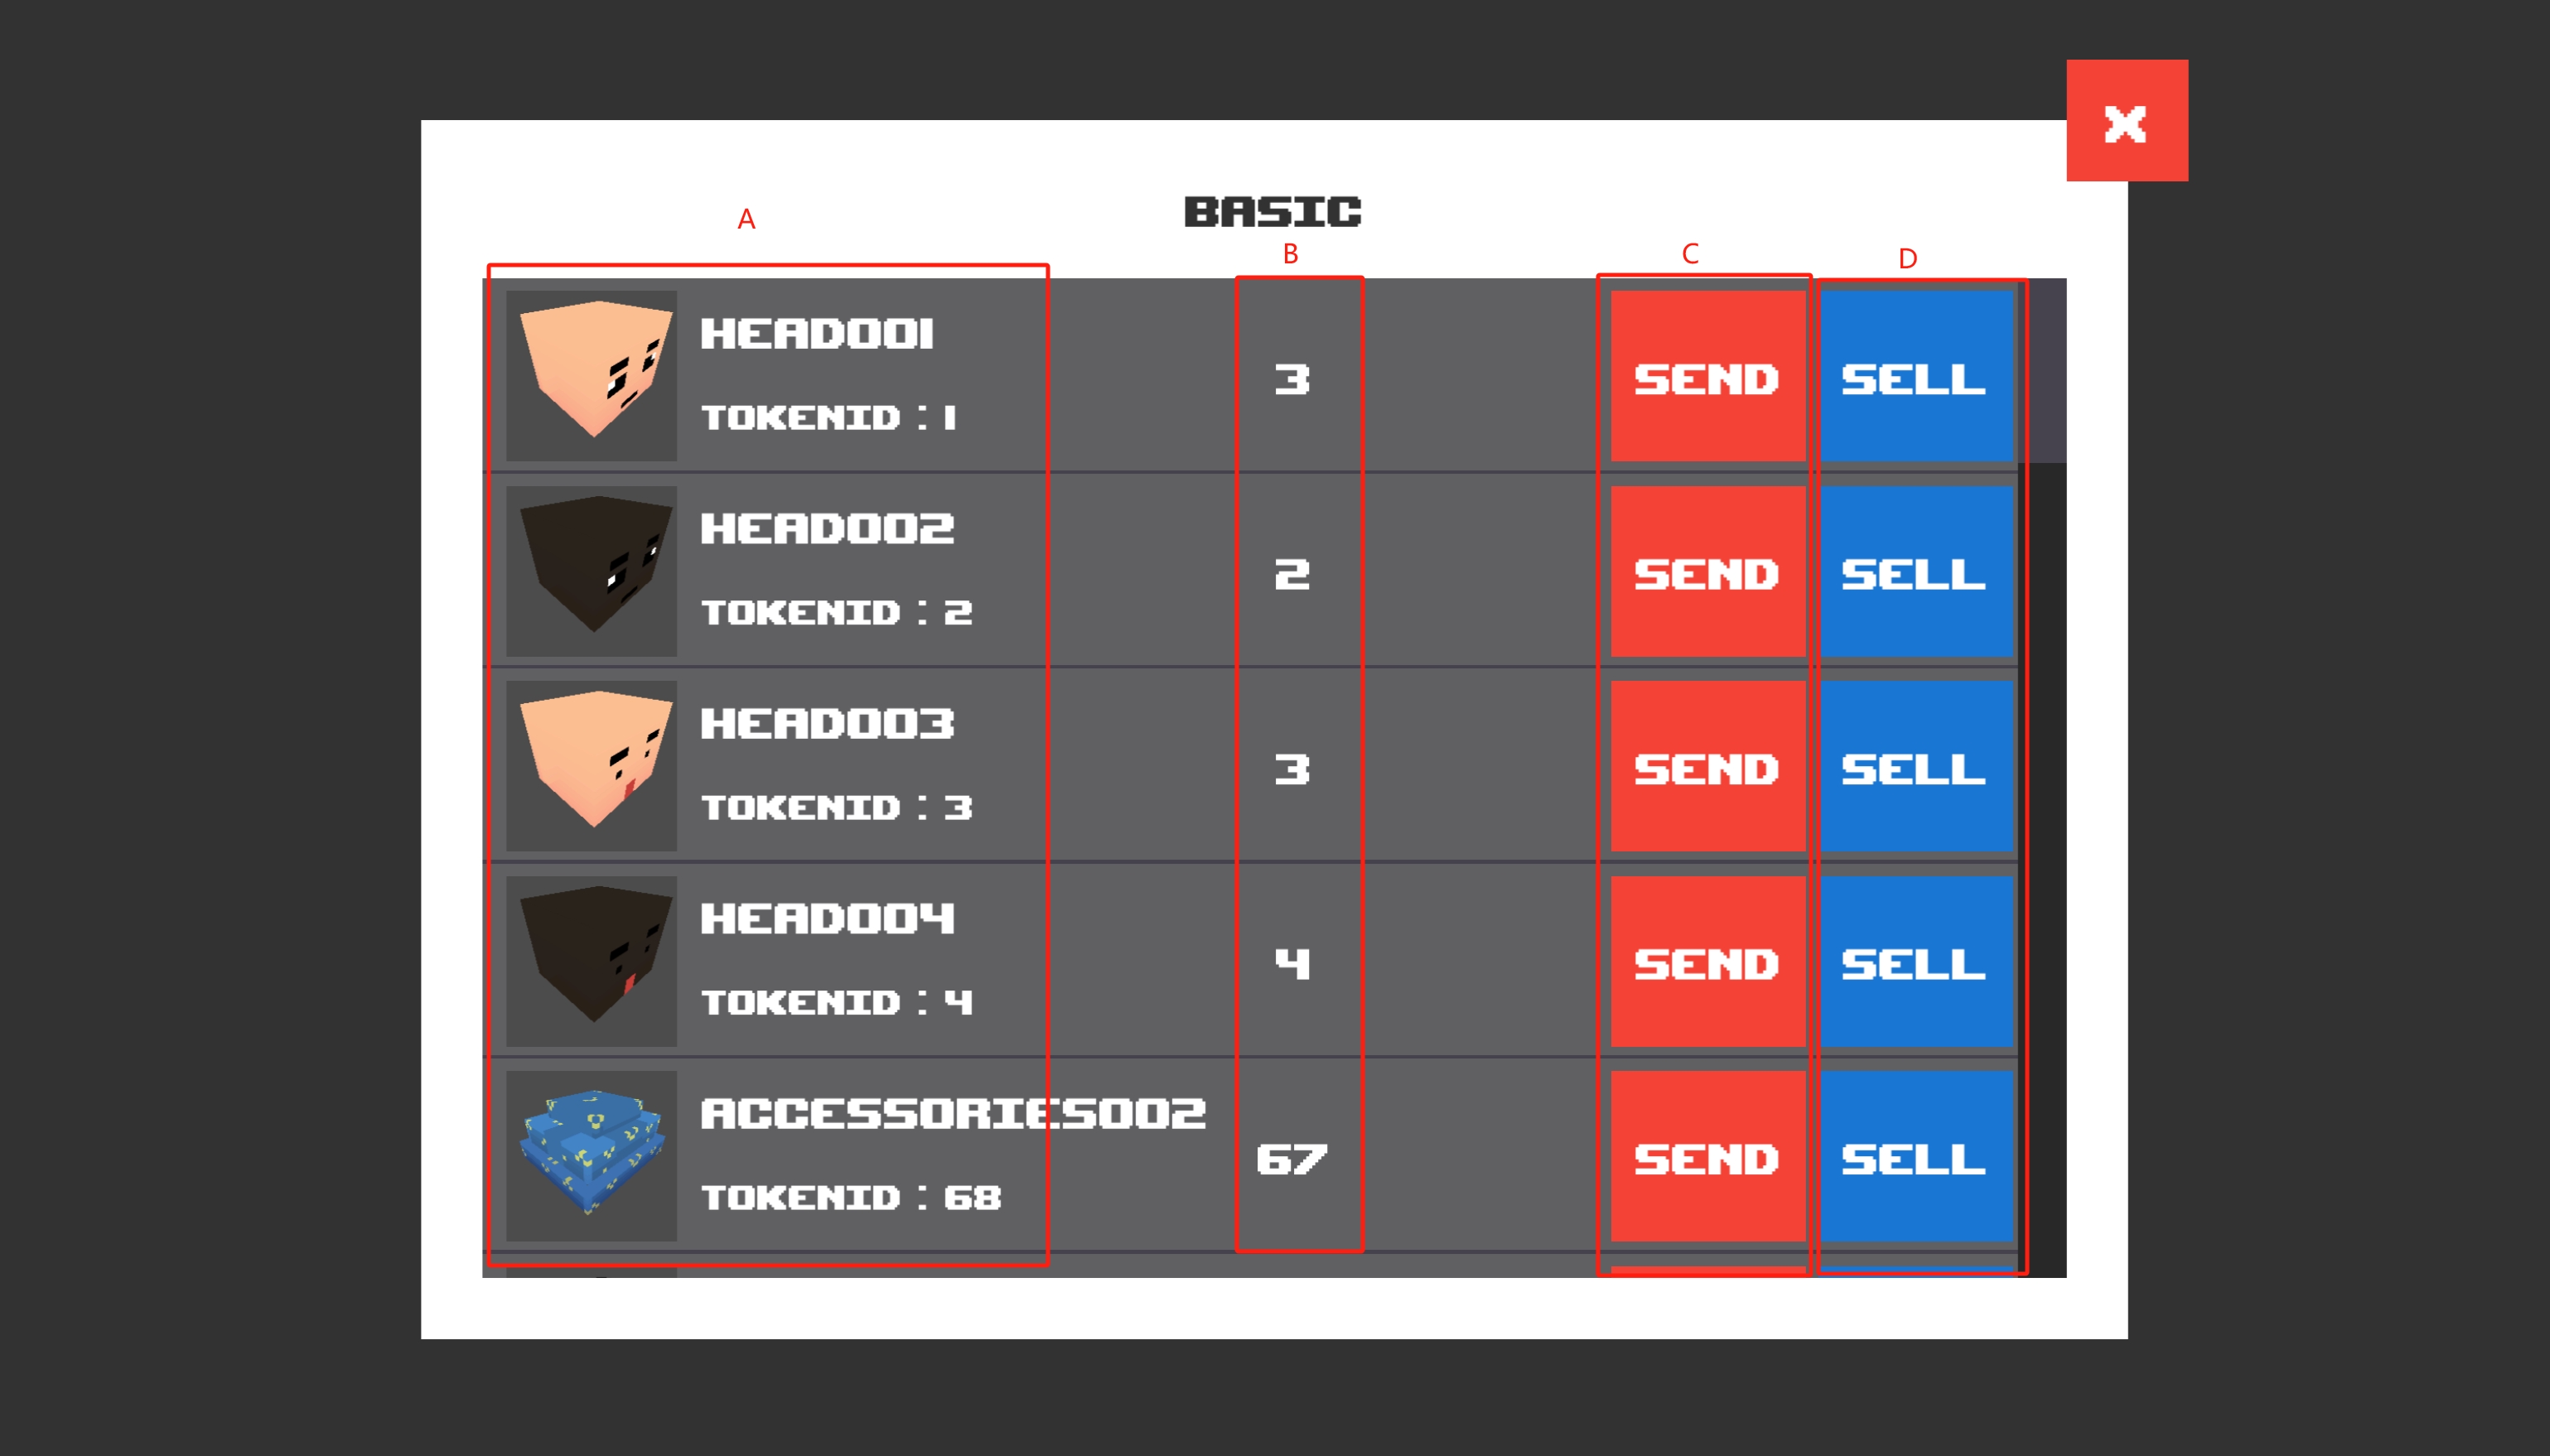 X
BASIC
A
B
C
D
HEAD001
TOKENID : 1
3
SEND
SELL
HEAD002
TOKENID : 2
2
SEND
SELL
HEAD003
TOKENID : 3
3
SEND
SELL
HEAD004
TOKENID : 4
4
SEND
SELL
ACCESSORIES002
TOKENID : 68
67
SEND
SELL